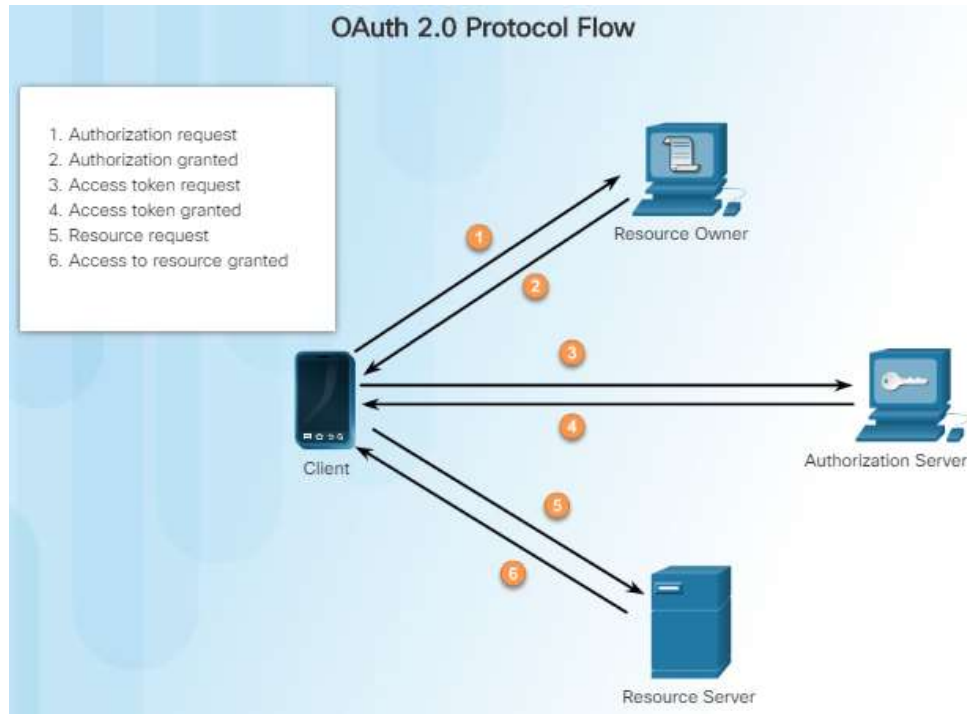 OAuth 2.0 Protocol Flow
1. Authorization request
2. Authorization granted
3. Access token request
4. Access token granted
5. Resource request
6. Access to resource granted
Resource Owner
1
2
3
Client
4
Authorization Server
5
6
Resource Server